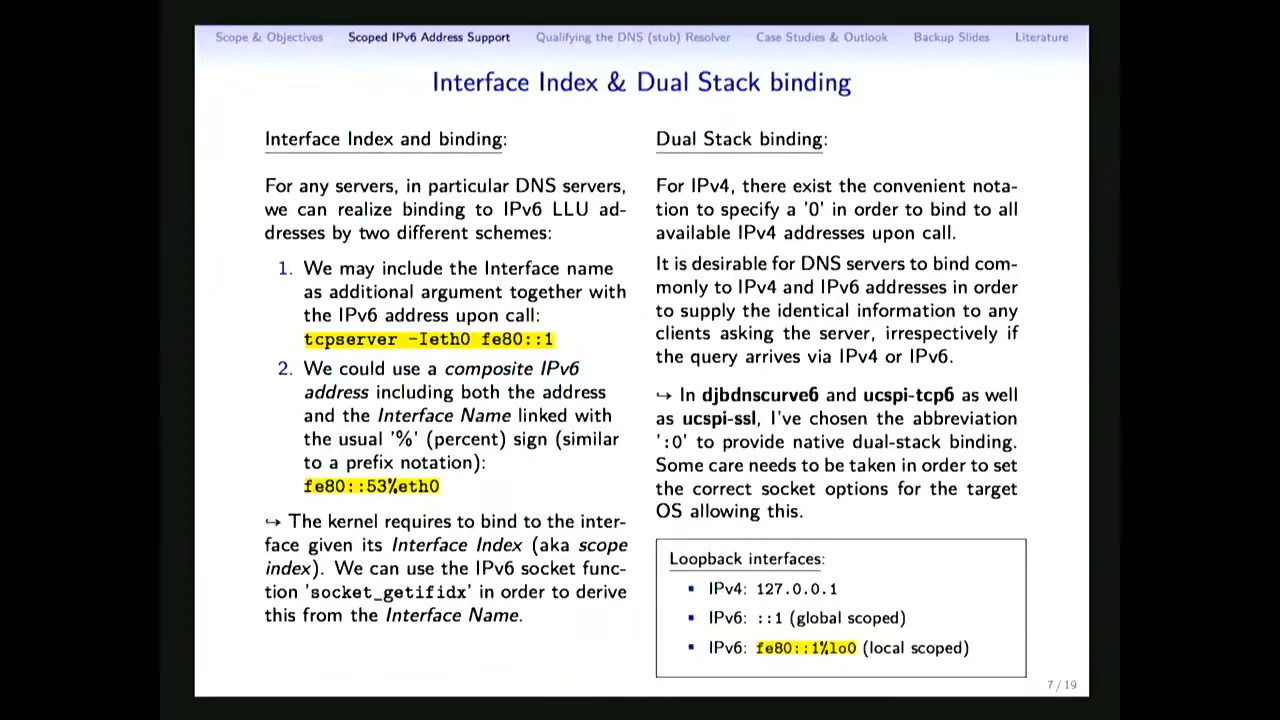 Scope & Objectives Scoped IPv6 Address Support Qualifying the DNS (stub) Resolver Case Studies & Outlook Backup Slides Literature
Interface Index & Dual Stack binding
Interface Index and binding:
For any servers, in particular DNS servers,
we can realize binding to IPv6 LLU ad-
dresses by two different schemes:
1. We may include the Interface name
as additional argument together with
the IPv6 address upon call:
tcpserver -Ieth0 fe80::1
2. We could use a composite IPv6
address including both the address
and the Interface Name linked with
the usual '%' (percent) sign (similar
to a prefix notation):
fe80::53%eth0
↪ The kernel requires to bind to the inter-
face given its Interface Index (aka scope
index). We can use the IPv6 socket func-
tion 'socket_getifidx' in order to derive
this from the Interface Name.
Dual Stack binding:
For IPv4, there exist the convenient nota-
tion to specify a '0' in order to bind to all
available IPv4 addresses upon call.
It is desirable for DNS servers to bind com-
monly to IPv4 and IPv6 addresses in order
to supply the identical information to any
clients asking the server, irrespectively if
the query arrives via IPv4 or IPv6.
↪ In djbdnscurve6 and ucspi-tcp6 as well
as ucspi-ssl, I've chosen the abbreviation
':0' to provide native dual-stack binding.
Some care needs to be taken in order to set
the correct socket options for the target
OS allowing this.
Loopback interfaces:
▪ IPv4: 127.0.0.1
▪ IPv6: ::1 (global scoped)
▪ IPv6: fe80::1%lo0 (local scoped)
7 / 19